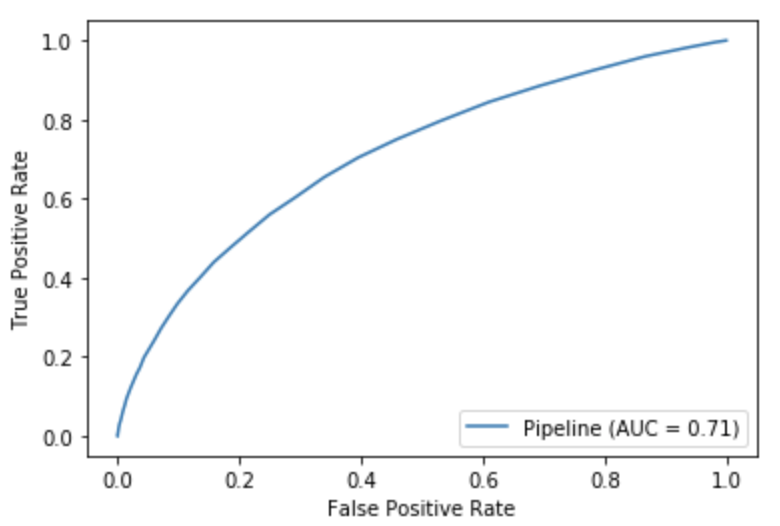 1.0
0.8
0.6
0.4
0.2
0.0
True Positive Rate
Pipeline (AUC = 0.71)
0.0 0.2 0.4 0.6 0.8 1.0
False Positive Rate